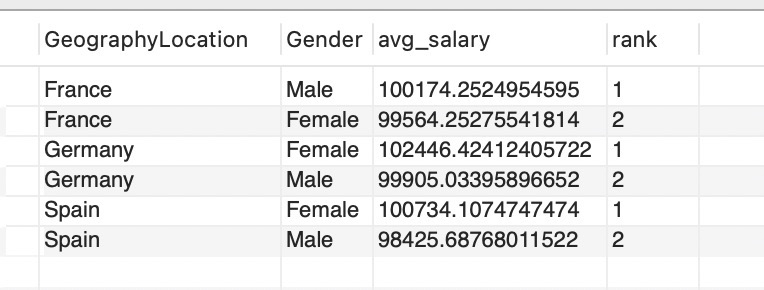 GeographyLocation Gender avg_salary rank
France Male 100174.2524954595 1
France Female 99564.25275541814 2
Germany Female 102446.42412405722 1
Germany Male 99905.03395896652 2
Spain Female 100734.1074747474 1
Spain Male 98425.68768011522 2